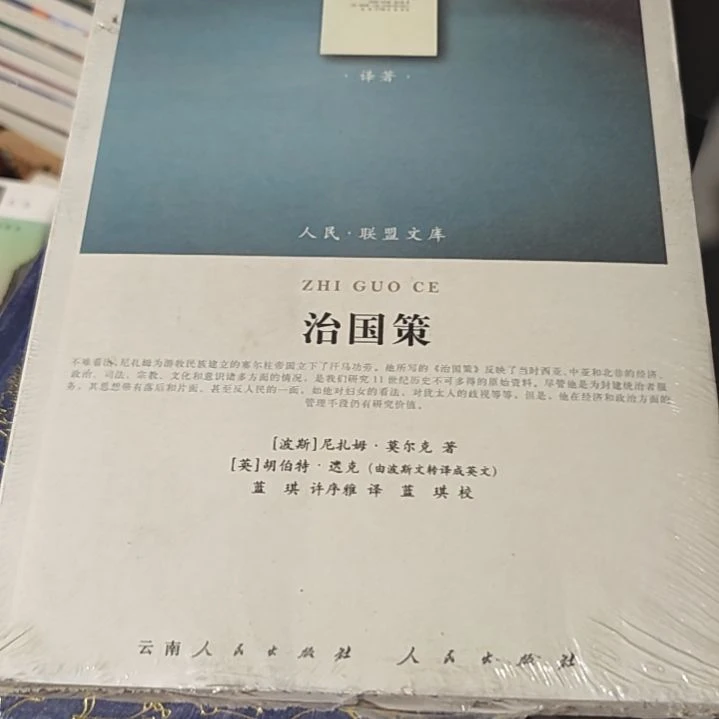 ·译著·
人民·联盟文库
ZHI GUO CE
治国策
不难看出,尼扎姆为游牧民族建立的塞尔柱帝国立下了汗马功劳。他所写的《治国策》反映了当时西亚、中亚和北非的经济、
政治、司法、宗教、文化和意识诸多方面的情况，是我们研究11世纪历史不可多得的原始资料。尽管他是为封建统治者服
务，其思想带有落后和片面、甚至反人民的一面，如他对妇女的看法，对犹太人的歧视等等，但是，他在经济和政治方面的
管理手段仍有研究价值。
[波斯]尼扎姆·莫尔克 著
[英]胡伯特·达克（由波斯文转译成英文）
蓝 琪 许序雅 译 蓝 琪 校
云南人民出版社 人民出版社